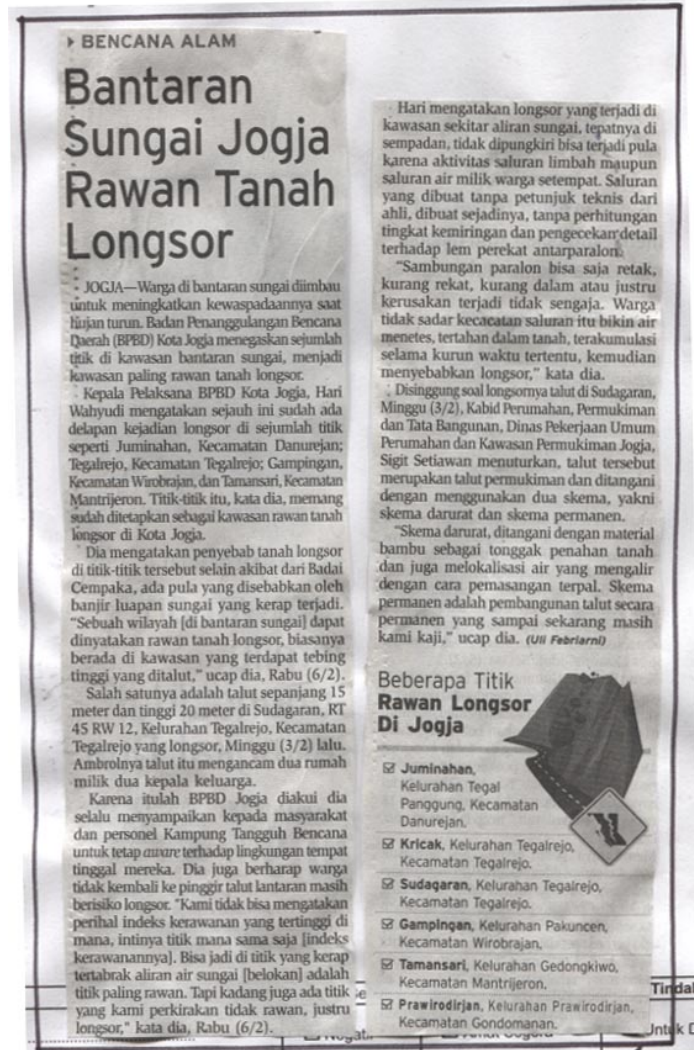 BENCANA ALAM
Bantaran
Sungai Jogja
Rawan Tanah
Longsor
JOGJA—Warga di bantaran sungai diimbau
untuk meningkatkan kewaspadaannya saat
hujan turun. Badan Penanggulangan Bencana
Daerah (BPBD) Kota Jogja menegaskan sejumlah
titik di kawasan bantaran sungai, menjadi
kawasan paling rawan tanah longsor.
Kepala Pelaksana BPBD Kota Jogja, Hari
Wahyudi mengatakan sejauh ini sudah ada
delapan kejadian longsor di sejumlah titik
seperti Juminahan, Kecamatan Danurejan;
Tegalrejo, Kecamatan Tegalrejo; Gampingan,
Kecamatan Wirobrajan, dan Tamansari, Kecamatan
Mantrijeron. Titik-titik itu, kata dia, memang
sudah ditetapkan sebagai kawasan rawan tanah
longsor di Kota Jogja.
Dia mengatakan penyebab tanah longsor
di titik-titik tersebut selain akibat dari Badai
Cempaka, ada pula yang disebabkan oleh
banjir luapan sungai yang kerap terjadi.
"Sebuah wilayah [di bantaran sungai] dapat
dinyatakan rawan tanah longsor, biasanya
berada di kawasan yang terdapat tebing
tinggi yang ditalut," ucap dia, Rabu (6/2).
Salah satunya adalah talut sepanjang 15
meter dan tinggi 20 meter di Sudagaran, RT
45 RW 12, Kelurahan Tegalrejo, Kecamatan
Tegalrejo yang longsor, Minggu (3/2) lalu.
Ambrolnya talut itu mengancam dua rumah
milik dua kepala keluarga.
Karena itulah BPBD Jogja diakui dia
selalu menyampaikan kepada masyarakat
dan personel Kampung Tangguh Bencana
untuk tetap aware terhadap lingkungan tempat
tinggal mereka. Dia juga berharap warga
tidak kembali ke pinggir talut lantaran masih
berisiko longsor. "Kami tidak bisa mengatakan
perihal indeks kerawanan yang tertinggi di
mana, intinya titik mana sama saja [indeks
kerawanannya]. Bisa jadi di titik yang kerap
tertabrak aliran air sungai [belokan] adalah
titik paling rawan. Tapi kadang juga ada titik
yang kami perkirakan tidak rawan, justru
longsor," kata dia, Rabu (6/2).
Hari mengatakan longsor yang terjadi di
kawasan sekitar aliran sungai, tepatnya di
sempadan, tidak dipungkiri bisa terjadi pula
karena aktivitas saluran limbah maupun
saluran air milik warga setempat. Saluran
yang dibuat tanpa petunjuk teknis dari
ahli, dibuat sejadinya, tanpa perhitungan
tingkat kemiringan dan pengecekan detail
terhadap lem perekat antarparalon.
"Sambungan paralon bisa saja retak,
kurang rekat, kurang dalam atau justru
kerusakan terjadi tidak sengaja. Warga
tidak sadar kecacatan saluran itu bikin air
menetes, tertahan dalam tanah, terakumulasi
selama kurun waktu tertentu, kemudian
menyebabkan longsor," kata dia.
Disinggung soal longsornya talut di Sudagaran,
Minggu (3/2), Kabid Perumahan, Permukiman
dan Tata Bangunan, Dinas Pekerjaan Umum
Perumahan dan Kawasan Permukiman Jogja,
Sigit Setiawan menuturkan, talut tersebut
merupakan talut permukiman dan ditangani
dengan menggunakan dua skema, yakni
skema darurat dan skema permanen.
"Skema darurat, ditangani dengan material
bambu sebagai tonggak penahan tanah
dan juga melokalisasi air yang mengalir
dengan cara pemasangan terpal. Skema
permanen adalah pembangunan talut secara
permanen yang sampai sekarang masih
kami kaji," ucap dia. (Uli Febriarni)
Beberapa Titik
Rawan Longsor
Di Jogja
Juminahan,
Kelurahan Tegal
Panggung, Kecamatan
Danurejan.
Kricak, Kelurahan Tegalrejo,
Kecamatan Tegalrejo.
Sudagaran, Kelurahan Tegalrejo,
Kecamatan Tegalrejo.
Gampingan, Kelurahan Pakuncen,
Kecamatan Wirobrajan.
Tamansari, Kelurahan Gedongkiwo,
Kecamatan Mantrijeron.
Prawirodirjan, Kelurahan Prawirodirjan,
Kecamatan Gondomanan.